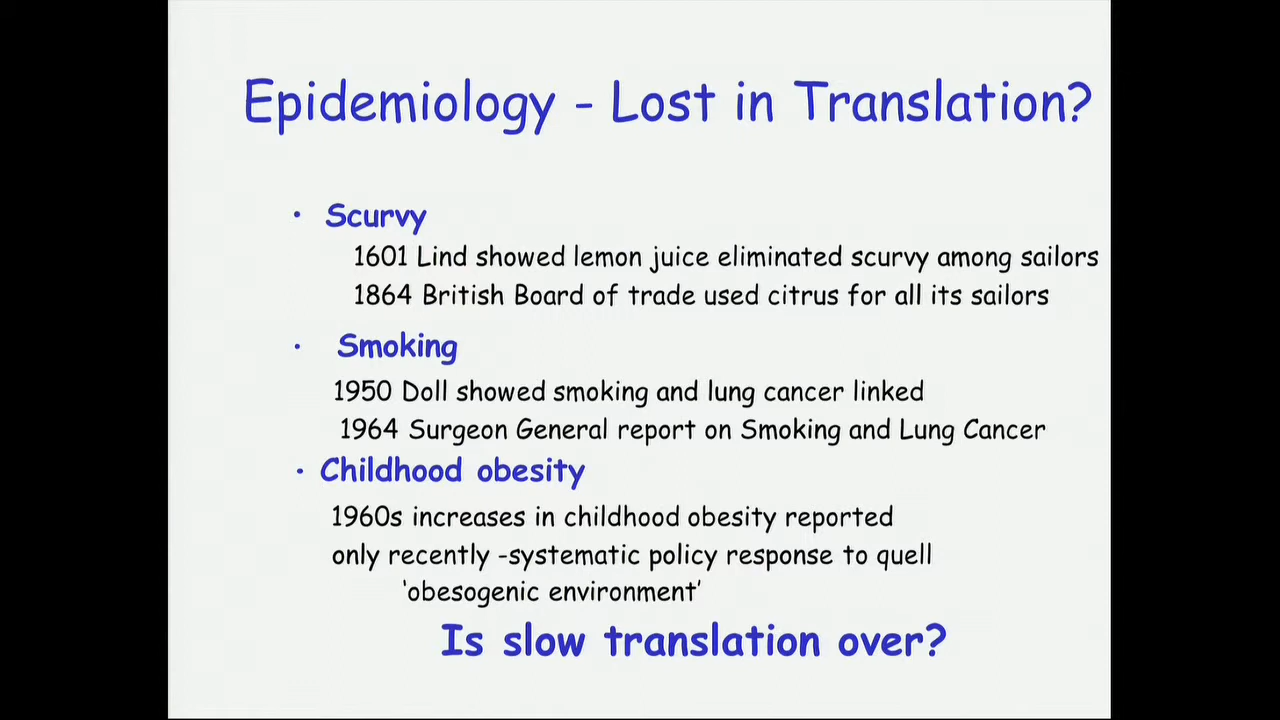 Epidemiology - Lost in Translation?
• Scurvy
1601 Lind showed lemon juice eliminated scurvy among sailors
1864 British Board of trade used citrus for all its sailors
• Smoking
1950 Doll showed smoking and lung cancer linked
1964 Surgeon General report on Smoking and Lung Cancer
• Childhood obesity
1960s increases in childhood obesity reported
only recently -systematic policy response to quell
‘obesogenic environment’
Is slow translation over?